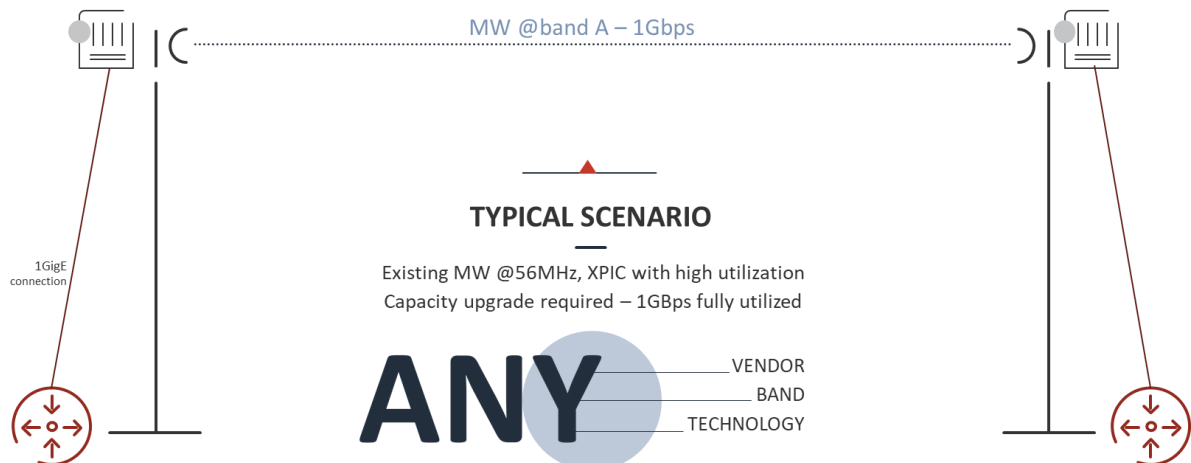 MW @band A – 1Gbps
TYPICAL SCENARIO
1GigE
connection
Existing MW @56MHz, XPIC with high utilization
Capacity upgrade required – 1GBps fully utilized
ANY
VENDOR
BAND
TECHNOLOGY